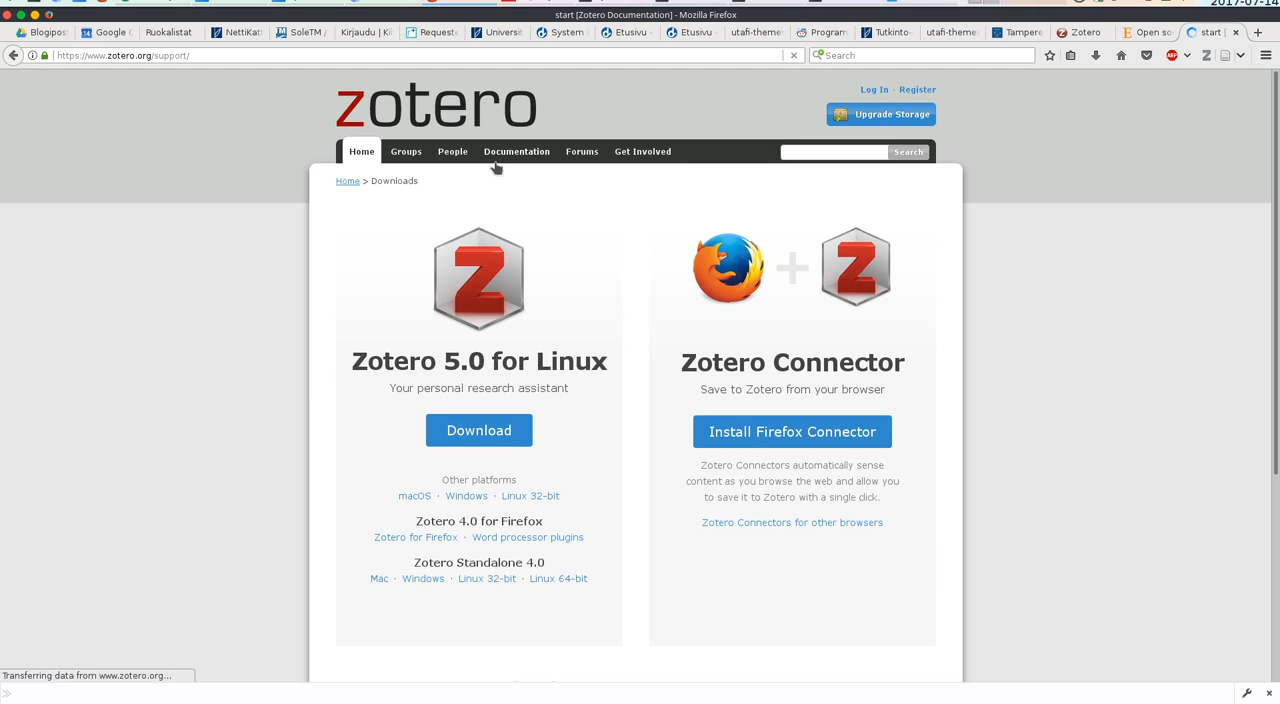 2017-07-14
start [Zotero Documentation] - Mozilla Firefox
Blogipost
Google C
Ruokalistat
NettiKat
SoleTM /
Kirjaudu | Ki
Request
Universit
System
Etusivu -
Etusivu -
utafi-theme
Program
Tutkinto-
utafi-theme
Tampere
Zotero
Open so
start [
https://www.zotero.org/support/
Search
zotero
Log In · Register
Upgrade Storage
Home Groups People Documentation Forums Get Involved
Search
Home > Downloads
Zotero 5.0 for Linux
Your personal research assistant
Download
Other platforms
macOS · Windows · Linux 32-bit
Zotero 4.0 for Firefox
Zotero for Firefox · Word processor plugins
Zotero Standalone 4.0
Mac · Windows · Linux 32-bit · Linux 64-bit
Zotero Connector
Save to Zotero from your browser
Install Firefox Connector
Zotero Connectors automatically sense
content as you browse the web and allow you
to save it to Zotero with a single click.
Zotero Connectors for other browsers
Transferring data from www.zotero.org...